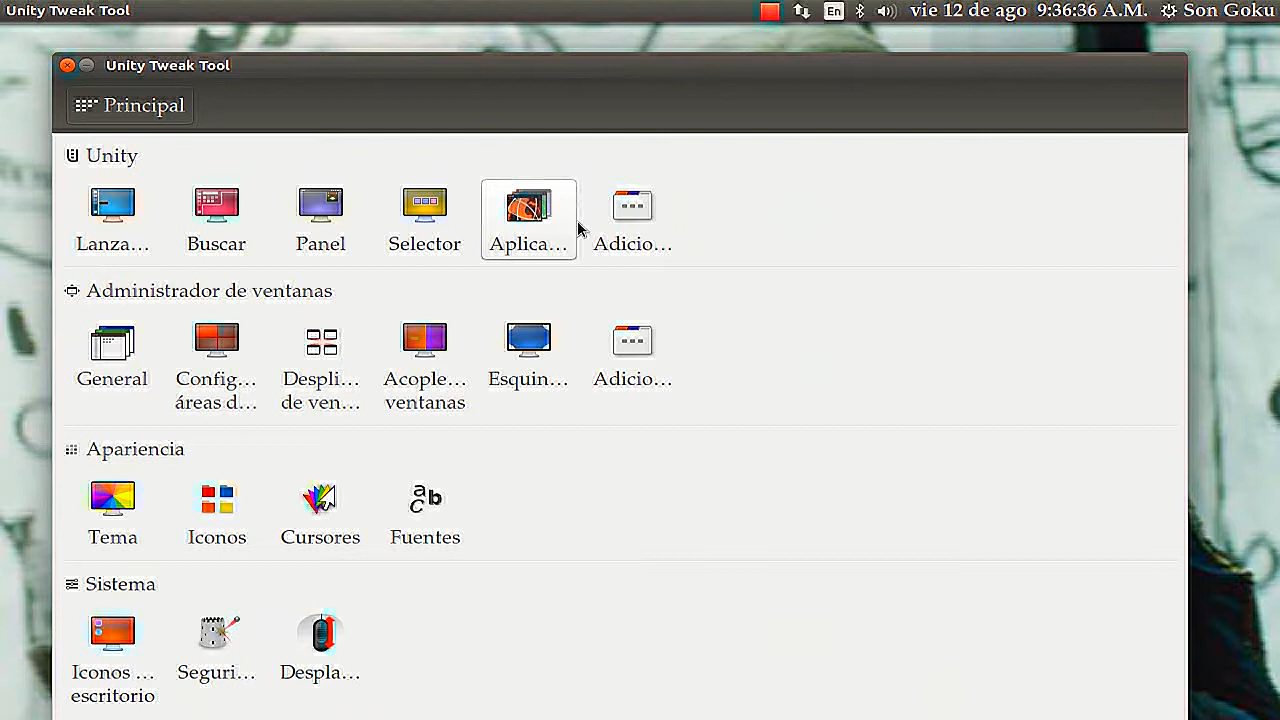 Unity Tweak Tool
En
vie 12 de ago 9:36:36 A.M.
Son Goku
Unity Tweak Tool
Principal
Unity
Lanza...
Buscar
Panel
Selector
Aplica...
Adicio...
Administrador de ventanas
General
Config...
áreas d...
Despli...
de ven...
Acople...
ventanas
Esquin...
Adicio...
Apariencia
Tema
Iconos
Cursores
Fuentes
Sistema
Iconos ...
escritorio
Seguri...
Despla...